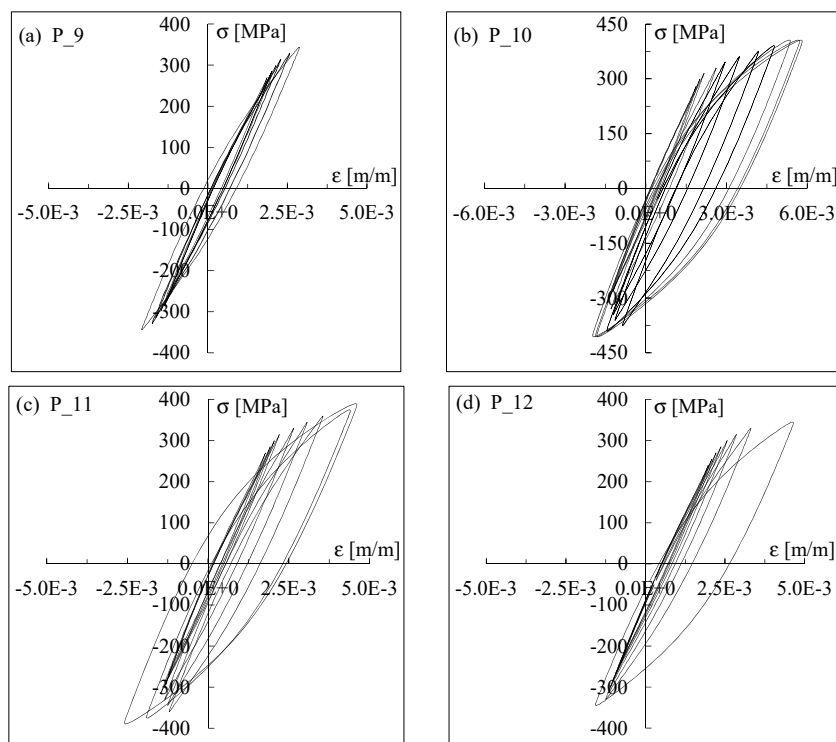 (a) P_9
σ [MPa]
400
300
200
100
0
-100
-200
-300
-400
ε [m/m]
-5.0E-3 -2.5E-3 0.0E+0 2.5E-3 5.0E-3
(b) P_10
σ [MPa]
450
300
150
0
-150
-300
-450
ε [m/m]
-6.0E-3 -3.0E-3 0.0E+0 3.0E-3 6.0E-3
(c) P_11
σ [MPa]
400
300
200
100
0
-100
-200
-300
-400
ε [m/m]
-5.0E-3 -2.5E-3 0.0E+0 2.5E-3 5.0E-3
(d) P_12
σ [MPa]
400
300
200
100
0
-100
-200
-300
-400
ε [m/m]
-5.0E-3 -2.5E-3 0.0E+0 2.5E-3 5.0E-3